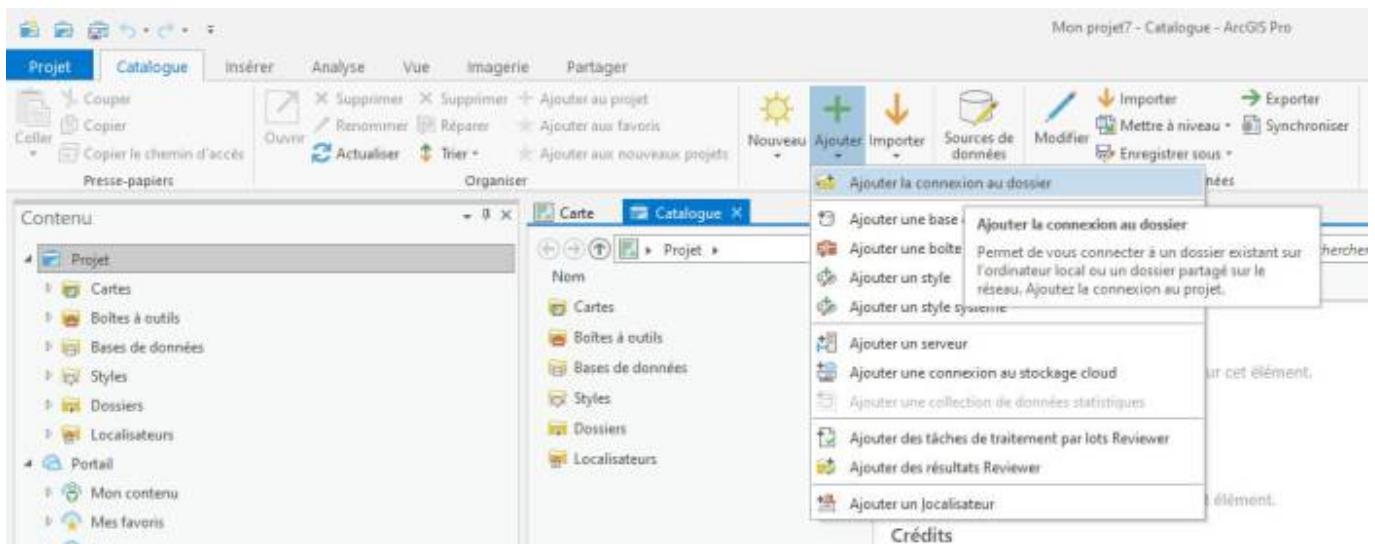 Mon projet7 - Catalogue - ArcGIS Pro
Projet Catalogue Insérer Analyse Vue Imagerie Partager
Coller
Couper
Copier
Copier le chemin d'accès
Presse-papiers
Ouvrir
Supprimer Supprimer Ajouter au projet
Renommer Réparer Ajouter aux favoris
Actualiser Trier Ajouter aux nouveaux projets
Organiser
Nouveau Ajouter Importer Sources de données Modifier
Importer Exporter
Mettre à niveau Synchroniser
Enregistrer sous
nées
Contenu
Projet
Cartes
Boîtes à outils
Bases de données
Styles
Dossiers
Localisateurs
Portail
Mon contenu
Mes favoris
Carte Catalogue
Projet
Nom
Cartes
Boîtes à outils
Bases de données
Styles
Dossiers
Localisateurs
Ajouter la connexion au dossier
Ajouter une base
Ajouter une boîte
Ajouter un style
Ajouter un style système
Ajouter un serveur
Ajouter une connexion au stockage cloud
Ajouter une collection de données statistiques
Ajouter des tâches de traitement par lots Reviewer
Ajouter des résultats Reviewer
Ajouter un localisateur
Ajouter la connexion au dossier
Permet de vous connecter à un dossier existant sur
l'ordinateur local ou un dossier partagé sur le
réseau. Ajoutez la connexion au projet.
hercher
ur cet élément.
élément.
Crédits